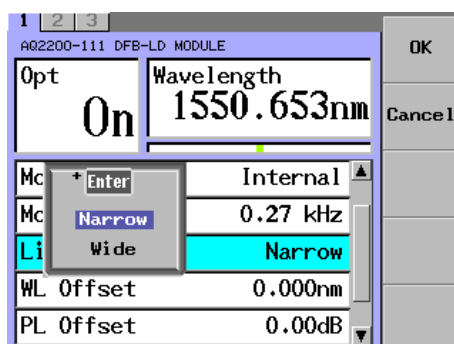 1 2 3
AQ2200-111 DFB-LD MODULE
OK
Opt
On
Wavelength
1550.653nm
Cancel
Mo
Internal
Mo
0.27 kHz
Li
Narrow
+ Enter
Narrow
Wide
WL Offset
0.000nm
PL Offset
0.00dB